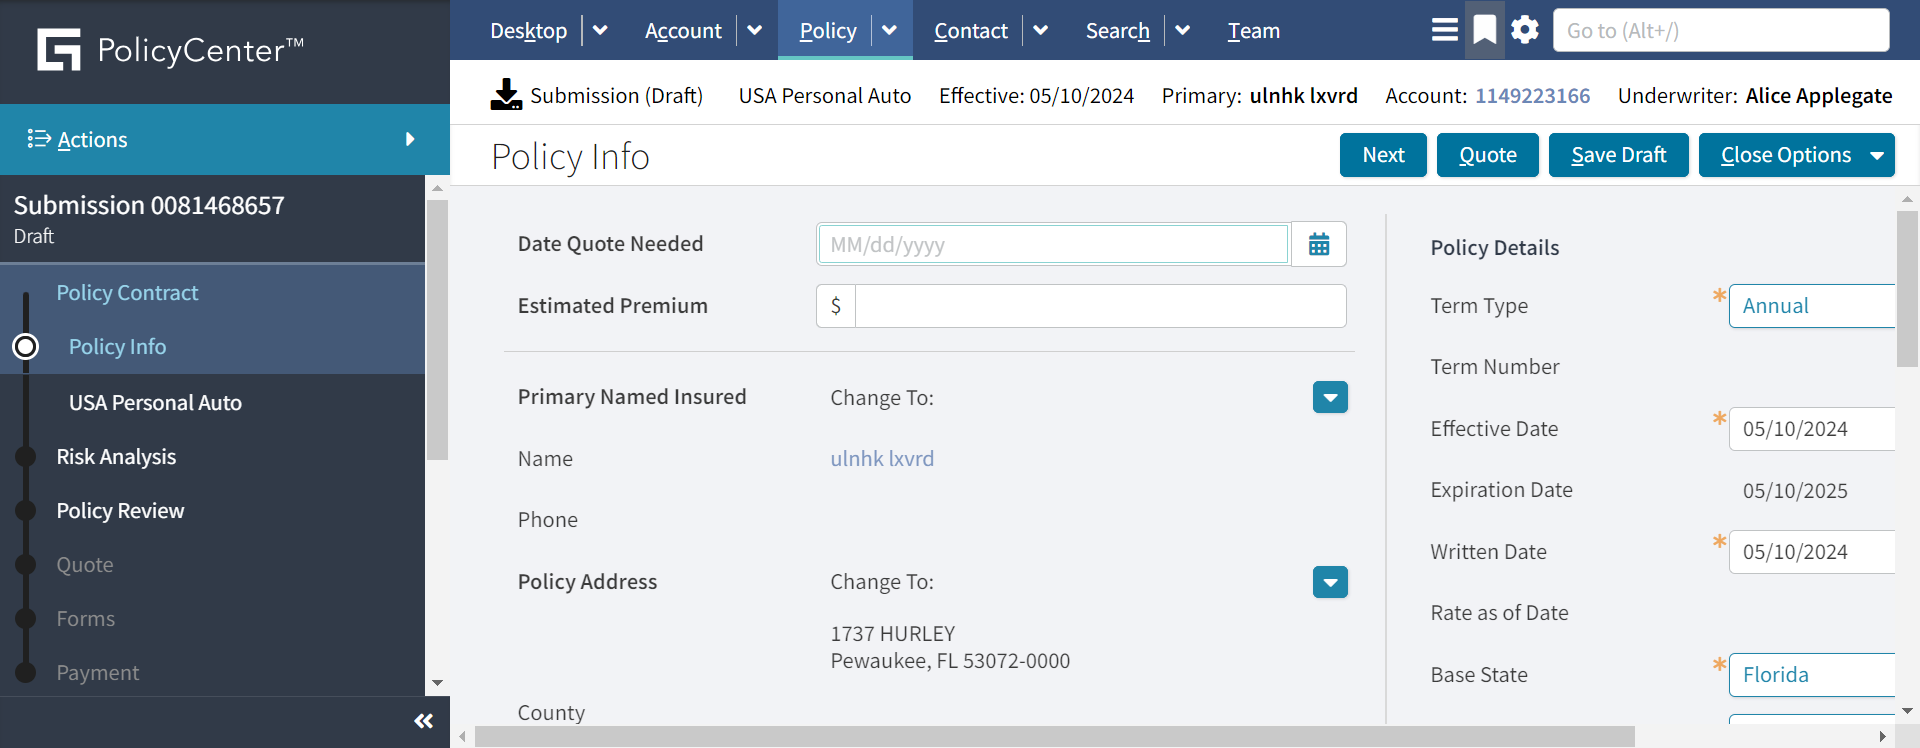 PolicyCenter™
Desktop
Account
Policy
Contact
Search
Team
Go to (Alt+/)
Submission (Draft) USA Personal Auto Effective: 05/10/2024 Primary: ulnhk lxvrd Account: 1149223166 Underwriter: Alice Applegate
Actions
Policy Info
Next
Quote
Save Draft
Close Options
Submission 0081468657
Draft
Policy Contract
Policy Info
USA Personal Auto
Risk Analysis
Policy Review
Quote
Forms
Payment
Date Quote Needed MM/dd/yyyy
Estimated Premium $
Primary Named Insured Change To:
Name ulnhk lxvrd
Phone
Policy Address Change To:
1737 HURLEY
Pewaukee, FL 53072-0000
County
Policy Details
Term Type * Annual
Term Number
Effective Date * 05/10/2024
Expiration Date 05/10/2025
Written Date * 05/10/2024
Rate as of Date
Base State * Florida